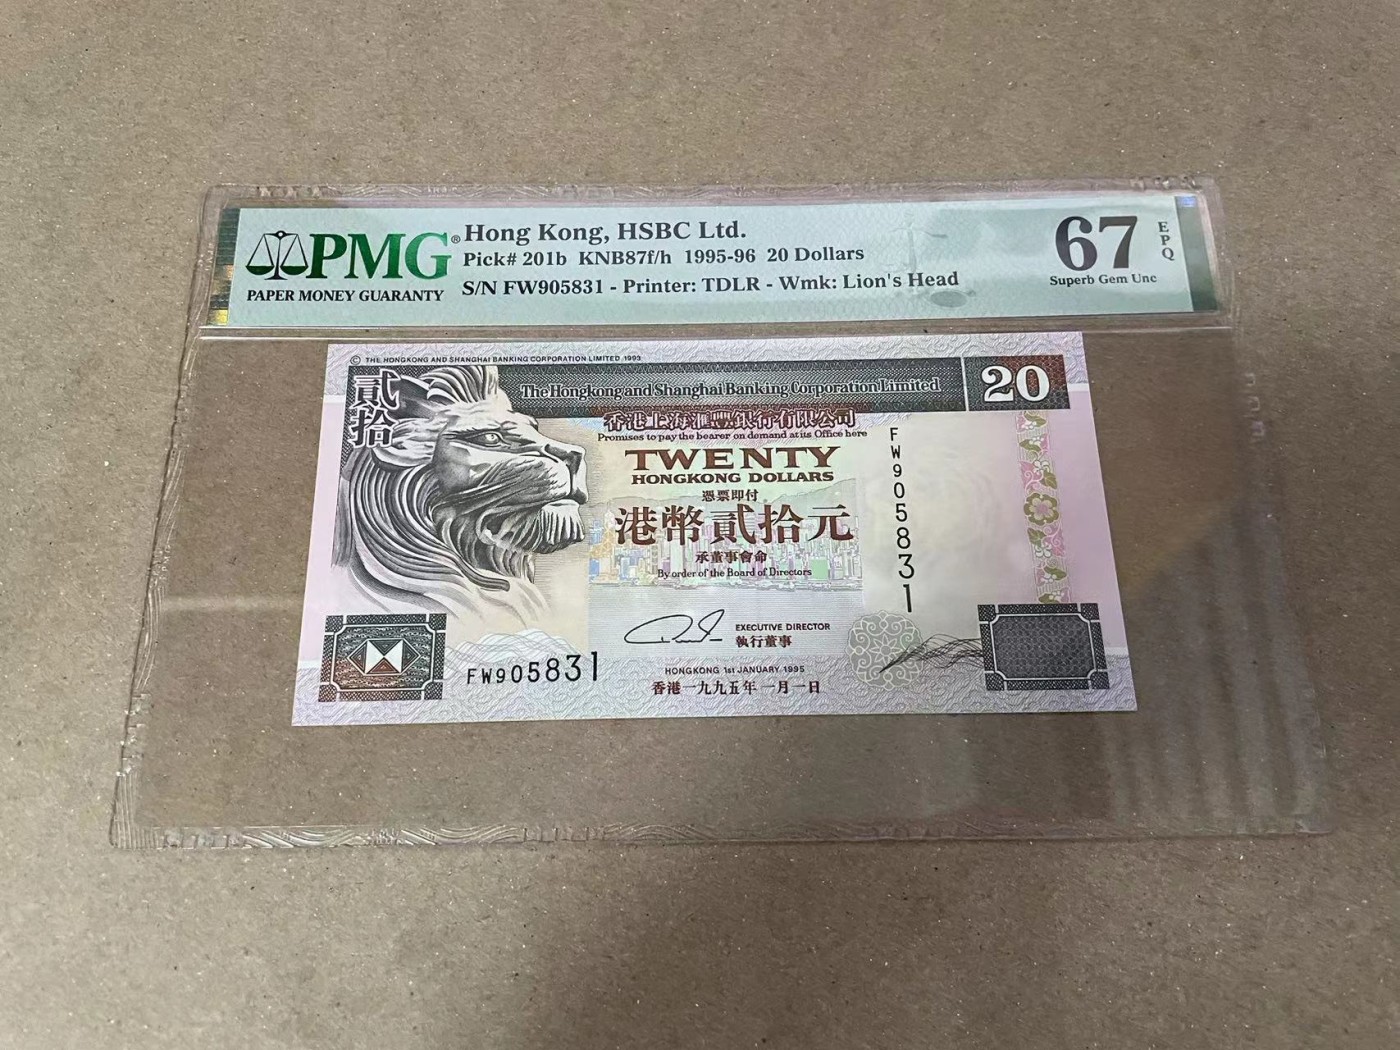 PMG®
PAPER MONEY GUARANTY
Hong Kong, HSBC Ltd.
Pick# 201b KNB87f/h 1995-96 20 Dollars
S/N FW905831 - Printer: TDLR - Wmk: Lion's Head
67
EPQ
Superb Gem Unc
© THE HONGKONG AND SHANGHAI BANKING CORPORATION LIMITED 1993
貳拾
The Hongkong and Shanghai Banking Corporation Limited
20
香港上海滙豐銀行有限公司
Promises to pay the bearer on demand at its Office here
TWENTY
HONGKONG DOLLARS
憑票即付
港幣貳拾元
承董事會命
By order of the Board of Directors
FW905831
EXECUTIVE DIRECTOR
執行董事
FW905831
HONGKONG 1st JANUARY 1995
香港一九九五年一月一日